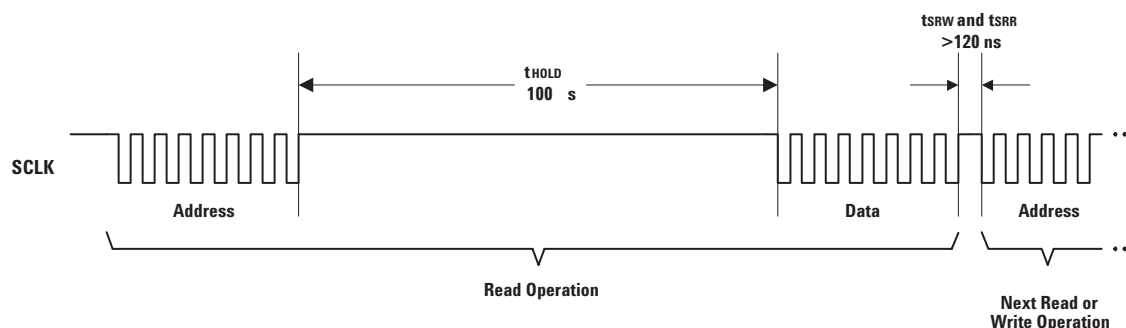 tSRW and tSRR
>120 ns
tHOLD
100 s
SCLK
Address
Data
Address
Read Operation
Next Read or
Write Operation